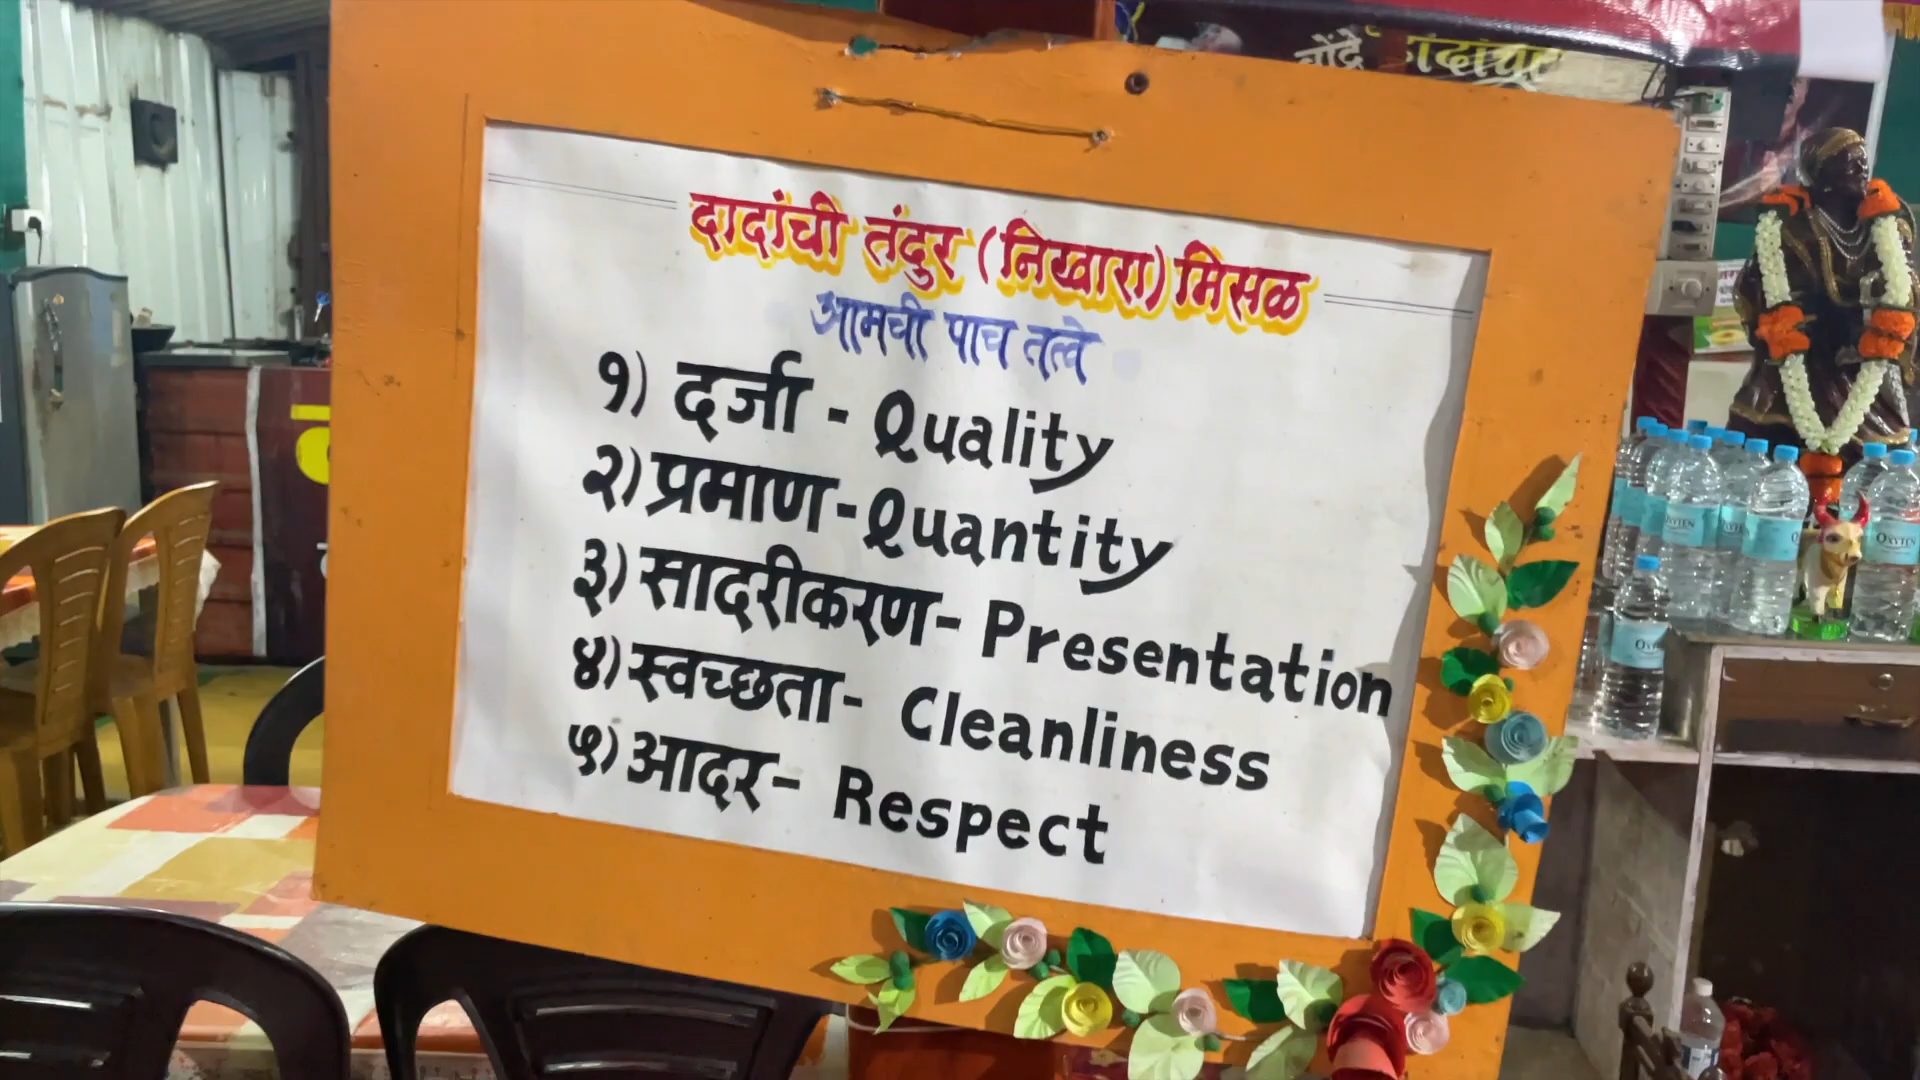 दादांची तंदुर (निखारा) मिसळ
आमची पाच तत्वे
१) दर्जा - Quality
२) प्रमाण - Quantity
३) सादरीकरण - Presentation
४) स्वच्छता - Cleanliness
५) आदर - Respect
OXYTEN